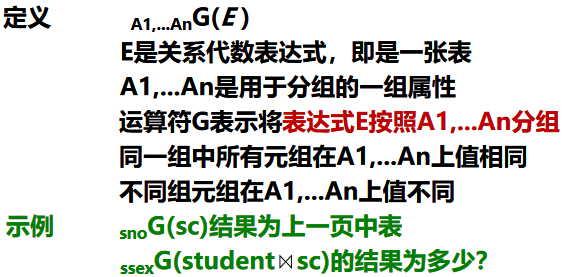 定义 A1,...AnG(E)
E是关系代数表达式，即是一张表
A1,...An是用于分组的一组属性
运算符G表示将表达式E按照A1,...An分组
同一组中所有元组在A1,...An上值相同
不同组元组在A1,...An上值不同
示例 snoG(sc)结果为上一页中表
ssexG(student⋈sc)的结果为多少？